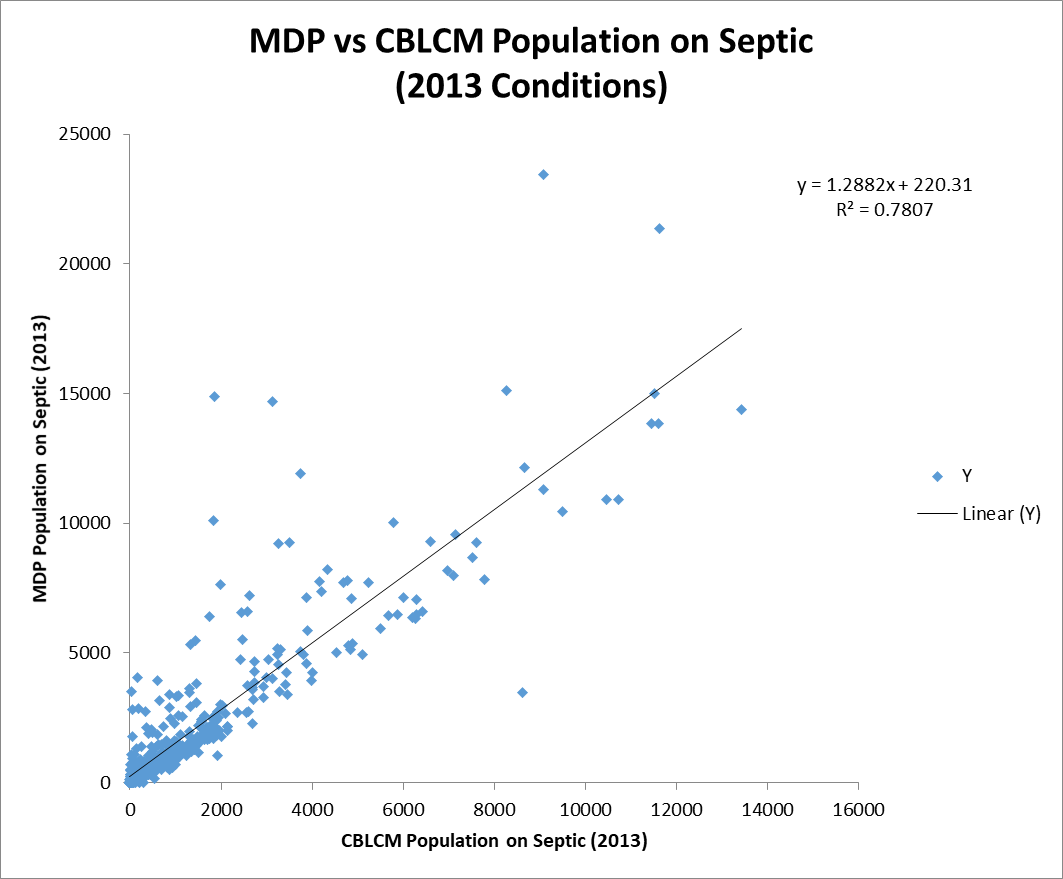 MDP vs CBLCM Population on Septic
(2013 Conditions)
25000
20000
15000
10000
5000
0
MDP Population on Septic (2013)
y = 1.2882x + 220.31
R² = 0.7807
Y
Linear (Y)
0 2000 4000 6000 8000 10000 12000 14000 16000
CBLCM Population on Septic (2013)